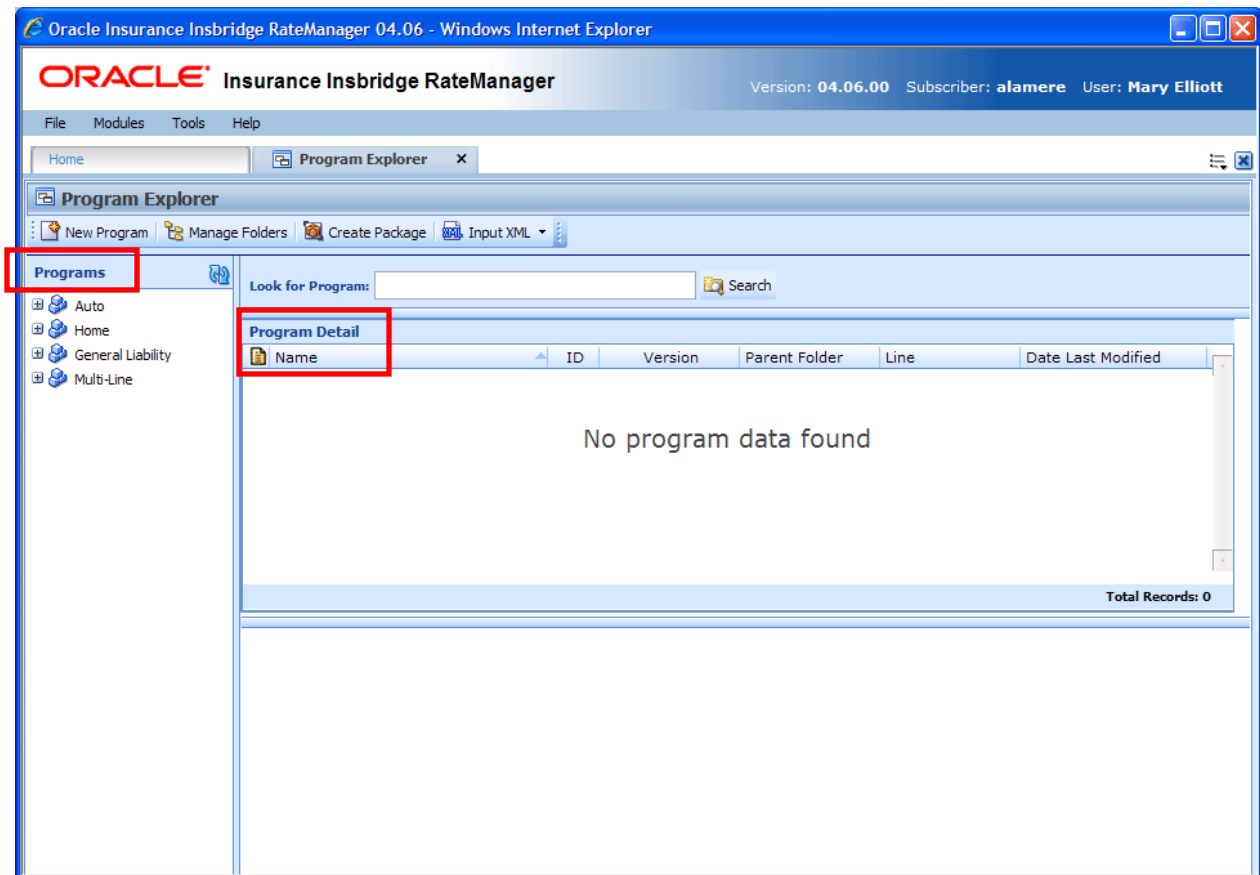 Oracle Insurance Insbridge RateManager 04.06 - Windows Internet Explorer
ORACLE Insurance Insbridge RateManager
Version: 04.06.00 Subscriber: alamere User: Mary Elliott
File Modules Tools Help
Home Program Explorer X
Program Explorer
New Program Manage Folders Create Package Input XML
Programs
Look for Program: Search
Auto
Home
General Liability
Multi-Line
Program Detail
Name ID Version Parent Folder Line Date Last Modified
No program data found
Total Records: 0